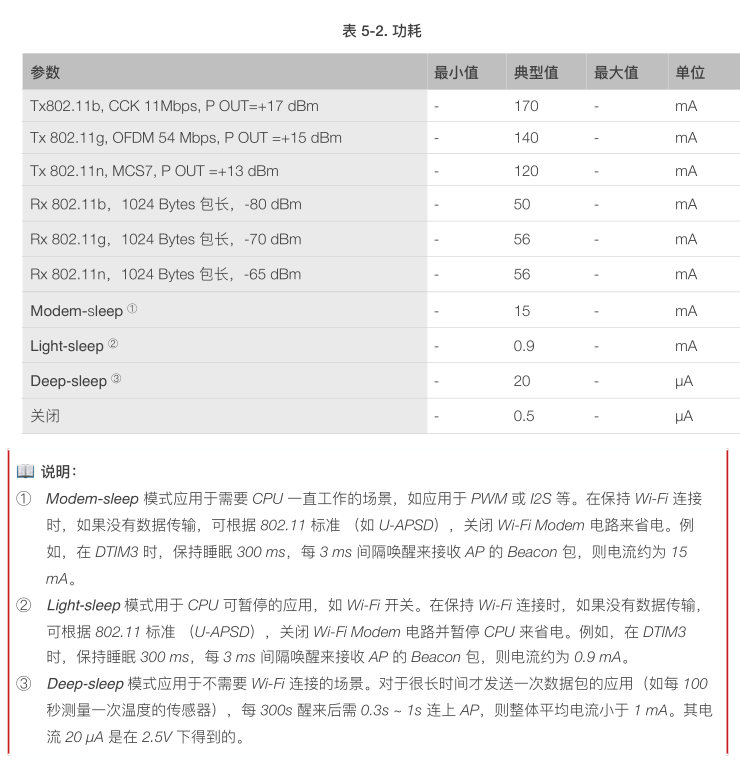 表 5-2. 功耗
参数 最小值 典型值 最大值 单位
Tx802.11b, CCK 11Mbps, P OUT=+17 dBm - 170 - mA
Tx 802.11g, OFDM 54 Mbps, P OUT =+15 dBm - 140 - mA
Tx 802.11n, MCS7, P OUT =+13 dBm - 120 - mA
Rx 802.11b，1024 Bytes 包长，-80 dBm - 50 - mA
Rx 802.11g，1024 Bytes 包长，-70 dBm - 56 - mA
Rx 802.11n，1024 Bytes 包长，-65 dBm - 56 - mA
Modem-sleep ① - 15 - mA
Light-sleep ② - 0.9 - mA
Deep-sleep ③ - 20 - μA
关闭 - 0.5 - μA
说明：
① Modem-sleep 模式应用于需要 CPU 一直工作的场景，如应用于 PWM 或 I2S 等。在保持 Wi-Fi 连接
时，如果没有数据传输，可根据 802.11 标准 （如 U-APSD），关闭 Wi-Fi Modem 电路来省电。例
如，在 DTIM3 时，保持睡眠 300 ms，每 3 ms 间隔唤醒来接收 AP 的 Beacon 包，则电流约为 15
mA。
② Light-sleep 模式用于 CPU 可暂停的应用，如 Wi-Fi 开关。在保持 Wi-Fi 连接时，如果没有数据传输，
可根据 802.11 标准 （U-APSD），关闭 Wi-Fi Modem 电路并暂停 CPU 来省电。例如，在 DTIM3
时，保持睡眠 300 ms，每 3 ms 间隔唤醒来接收 AP 的 Beacon 包，则电流约为 0.9 mA。
③ Deep-sleep 模式应用于不需要 Wi-Fi 连接的场景。对于很长时间才发送一次数据包的应用（如每 100
秒测量一次温度的传感器），每 300s 醒来后需 0.3s ~ 1s 连上 AP，则整体平均电流小于 1 mA。其电
流 20 μA 是在 2.5V 下得到的。